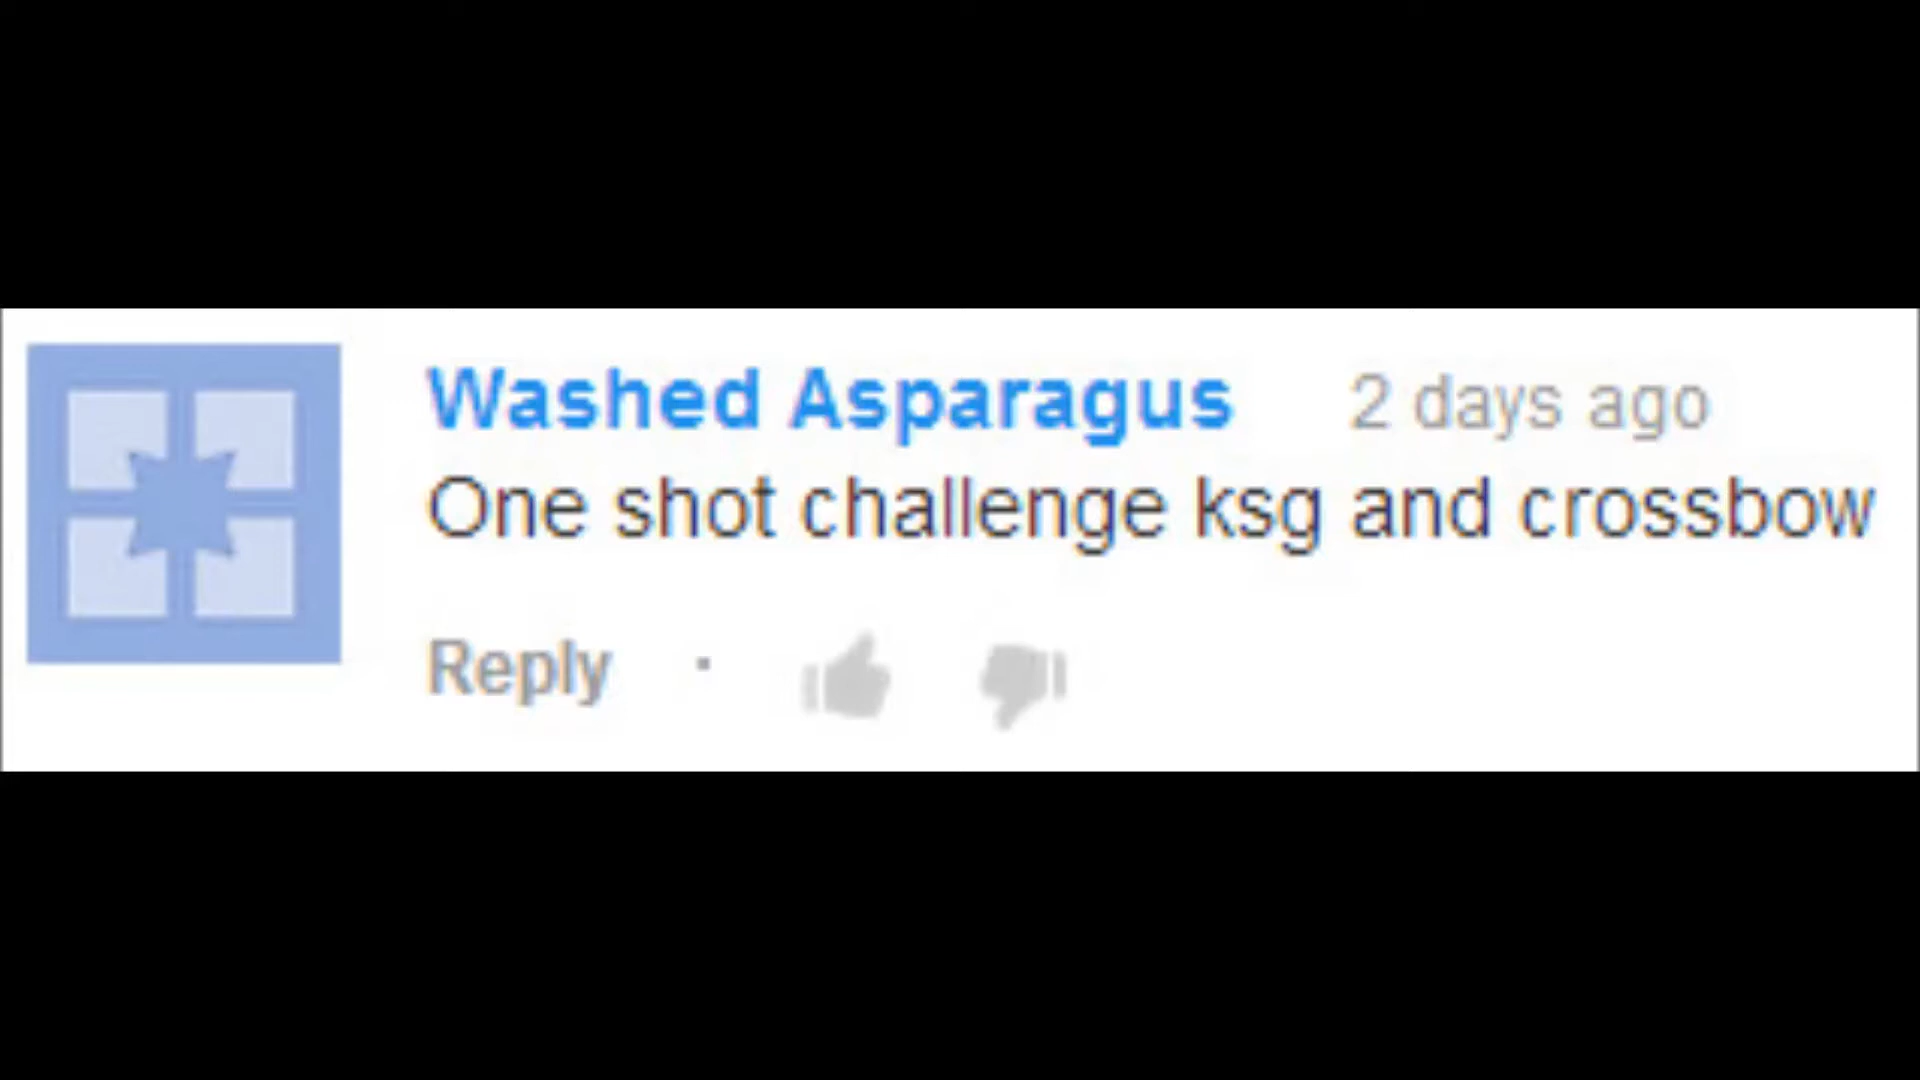 Washed Asparagus 2 days ago
One shot challenge ksg and crossbow
Reply ·